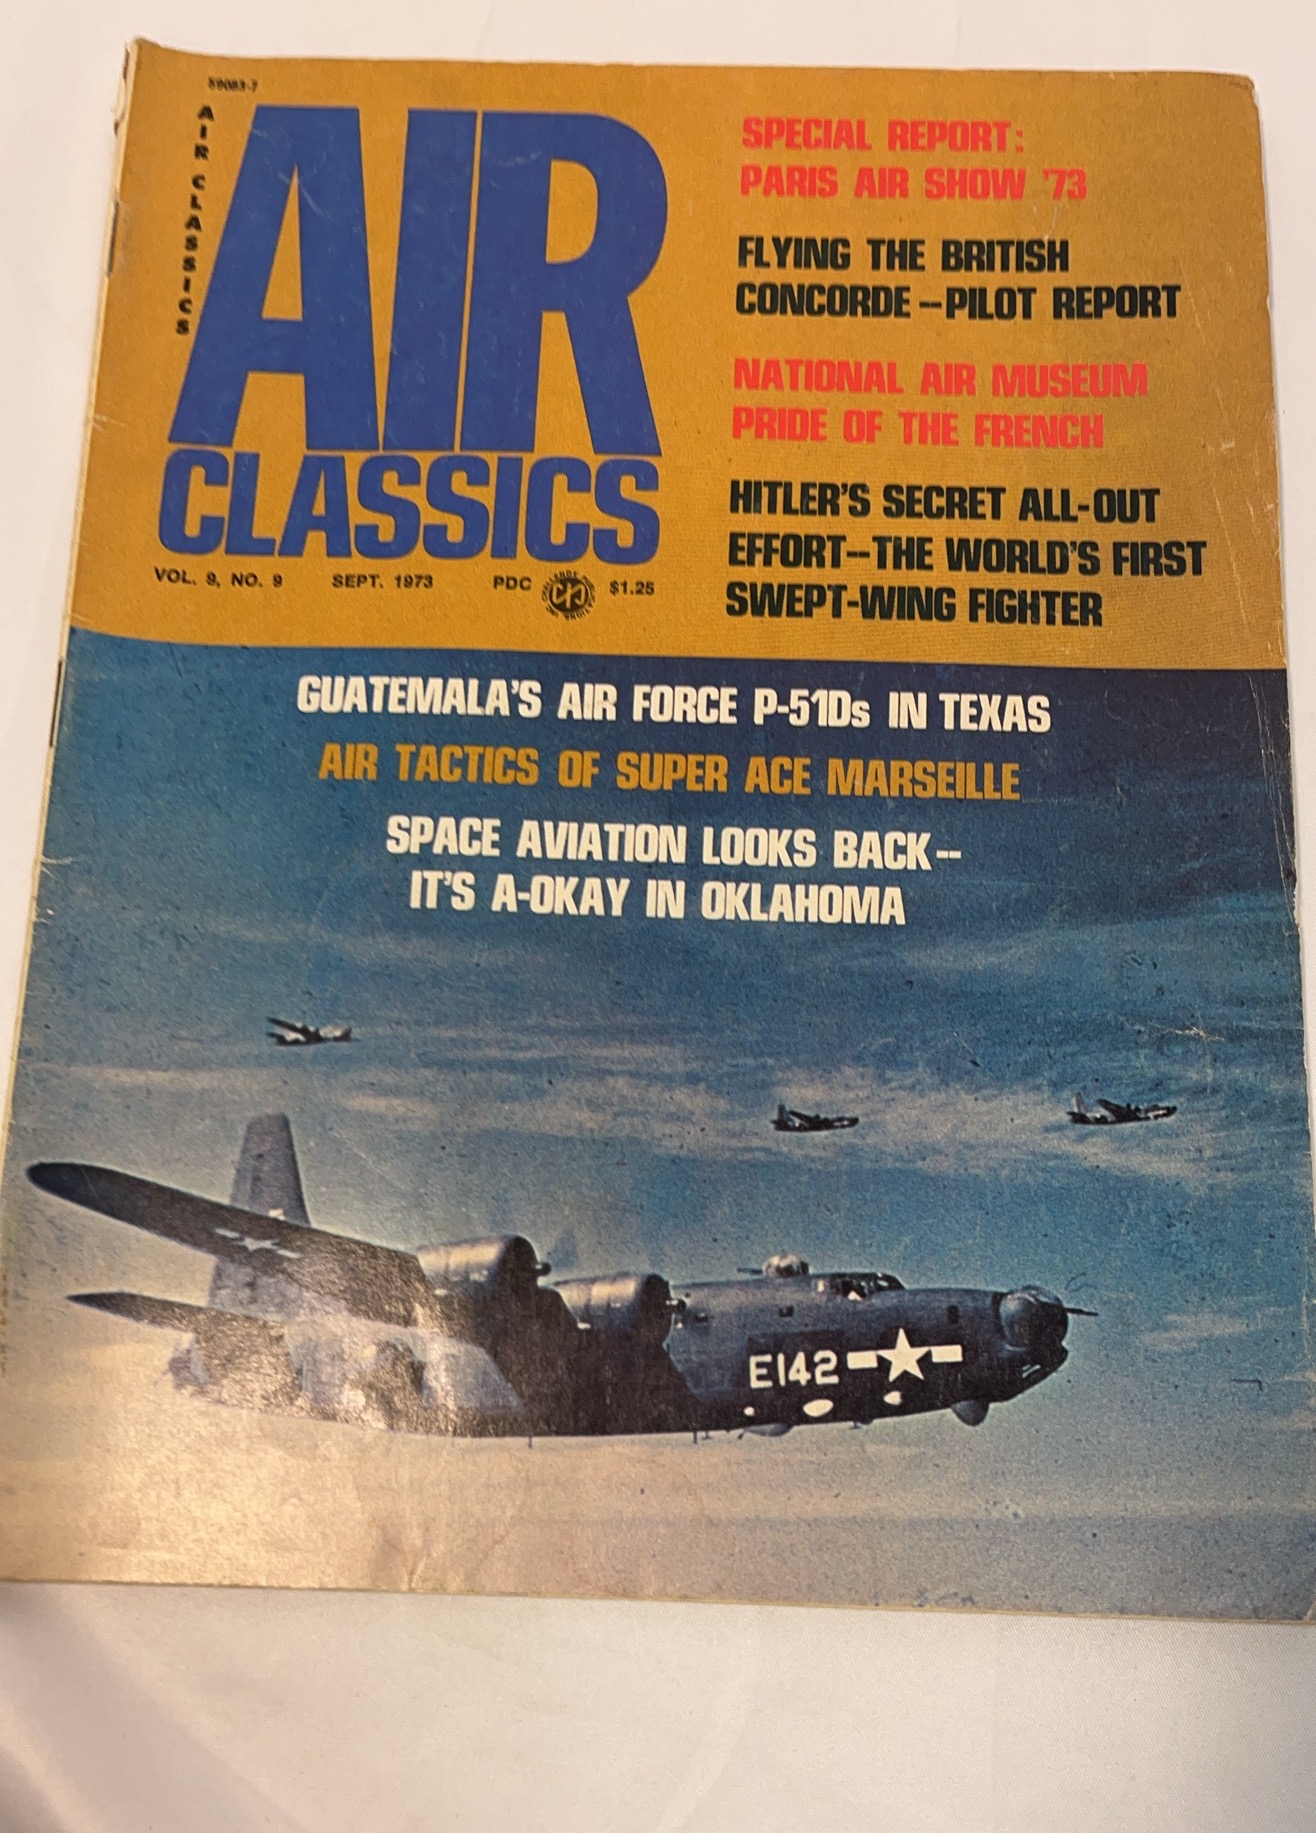 59083-7
AIR CLASSICS
AIR
CLASSICS
VOL. 9, NO. 9 SEPT. 1973 PDC $1.25
SPECIAL REPORT:
PARIS AIR SHOW '73
FLYING THE BRITISH
CONCORDE--PILOT REPORT
NATIONAL AIR MUSEUM
PRIDE OF THE FRENCH
HITLER'S SECRET ALL-OUT
EFFORT--THE WORLD'S FIRST
SWEPT-WING FIGHTER
GUATEMALA'S AIR FORCE P-51Ds IN TEXAS
AIR TACTICS OF SUPER ACE MARSEILLE
SPACE AVIATION LOOKS BACK--
IT'S A-OKAY IN OKLAHOMA
E142